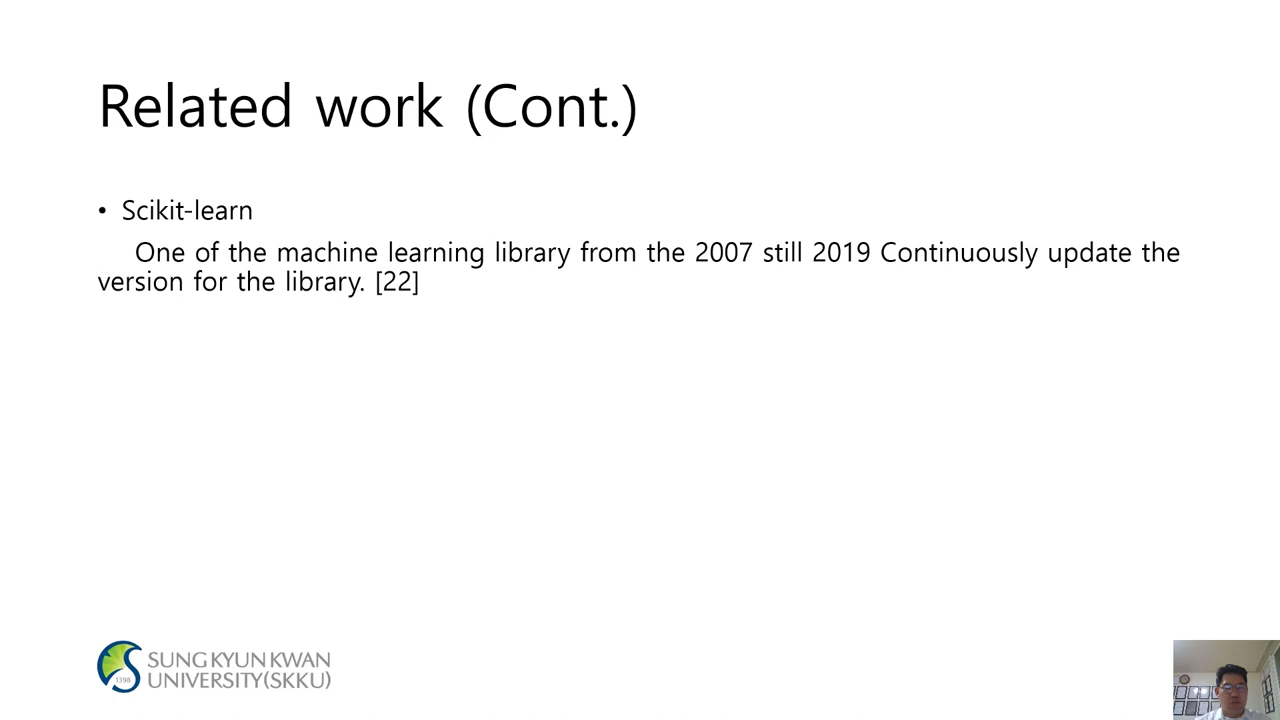 Related work (Cont.)
• Scikit-learn
One of the machine learning library from the 2007 still 2019 Continuously update the
version for the library. [22]
1398
SUNG KYUN KWAN
UNIVERSITY(SKKU)